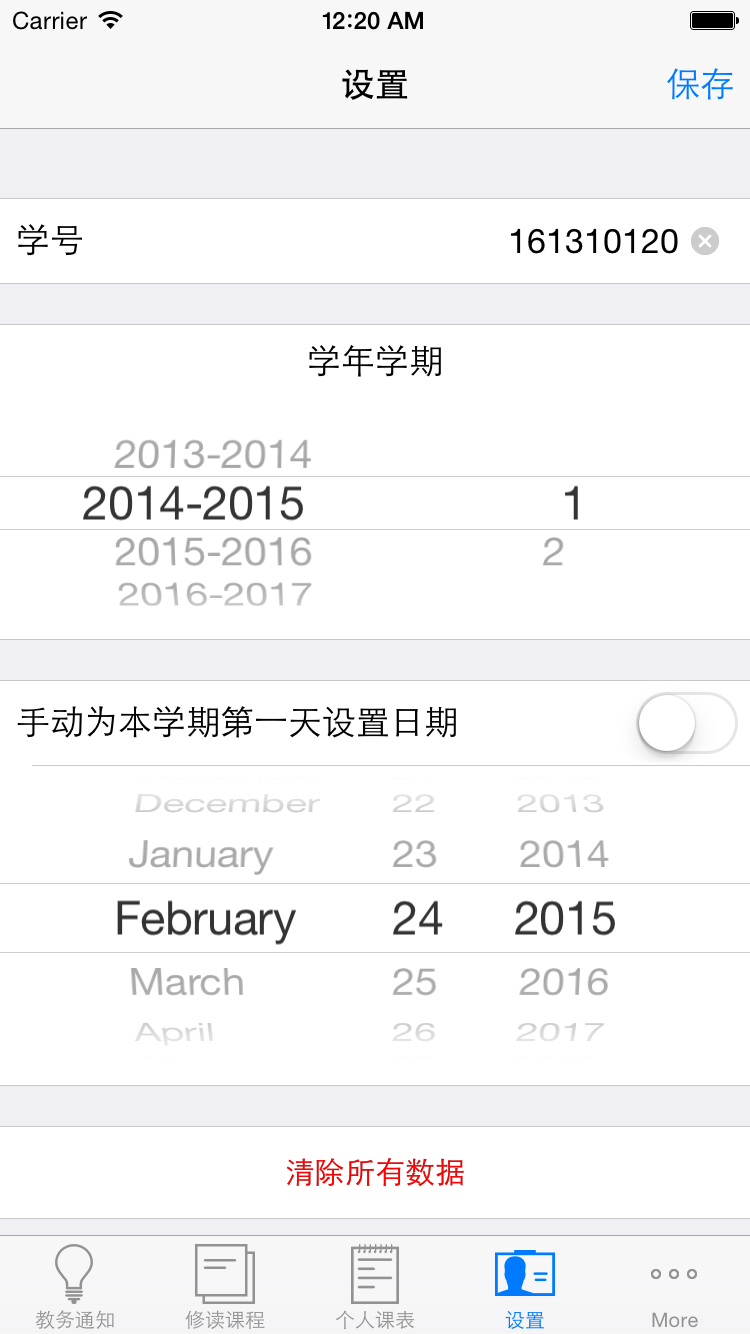 Carrier 12:20 AM
设置 保存
学号 161310120
学年学期
2013-2014
2014-2015 1
2015-2016 2
2016-2017
手动为本学期第一天设置日期
December 22 2013
January 23 2014
February 24 2015
March 25 2016
April 26 2017
清除所有数据
教务通知 修读课程 个人课表 设置 More